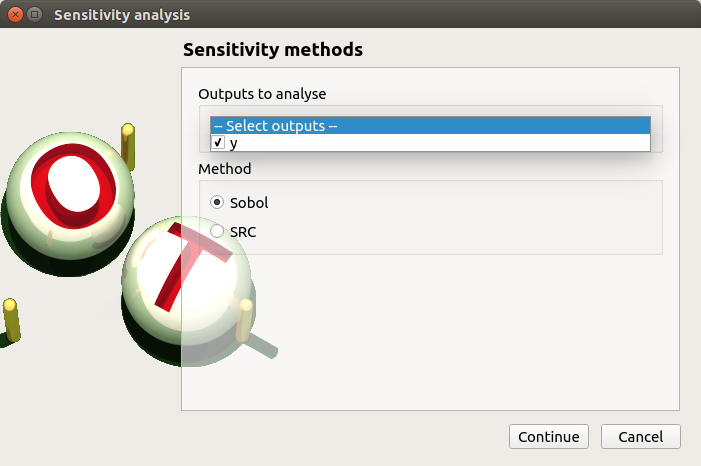 Sensitivity analysis
Sensitivity methods
Outputs to analyse
-- Select outputs --
y
Method
Sobol
SRC
O
T
Continue
Cancel